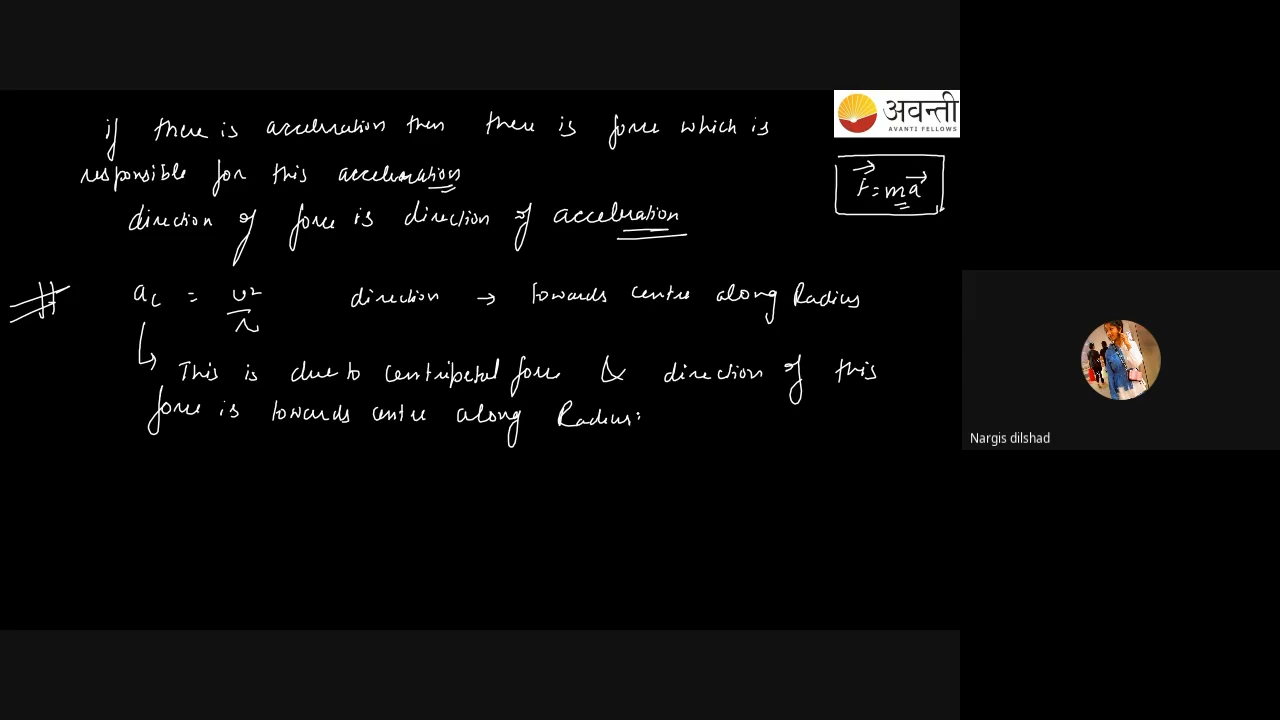 अवन्ती
AVANTI FELLOWS
if there is acceleration then there is force which is
responsible for this acceleration
F = ma
direction of force is direction of acceleration
# ac = v²/r direction → towards centre along Radius
↳ This is due to centripetal force & direction of this
force is towards centre along Radius:
Nargis dilshad